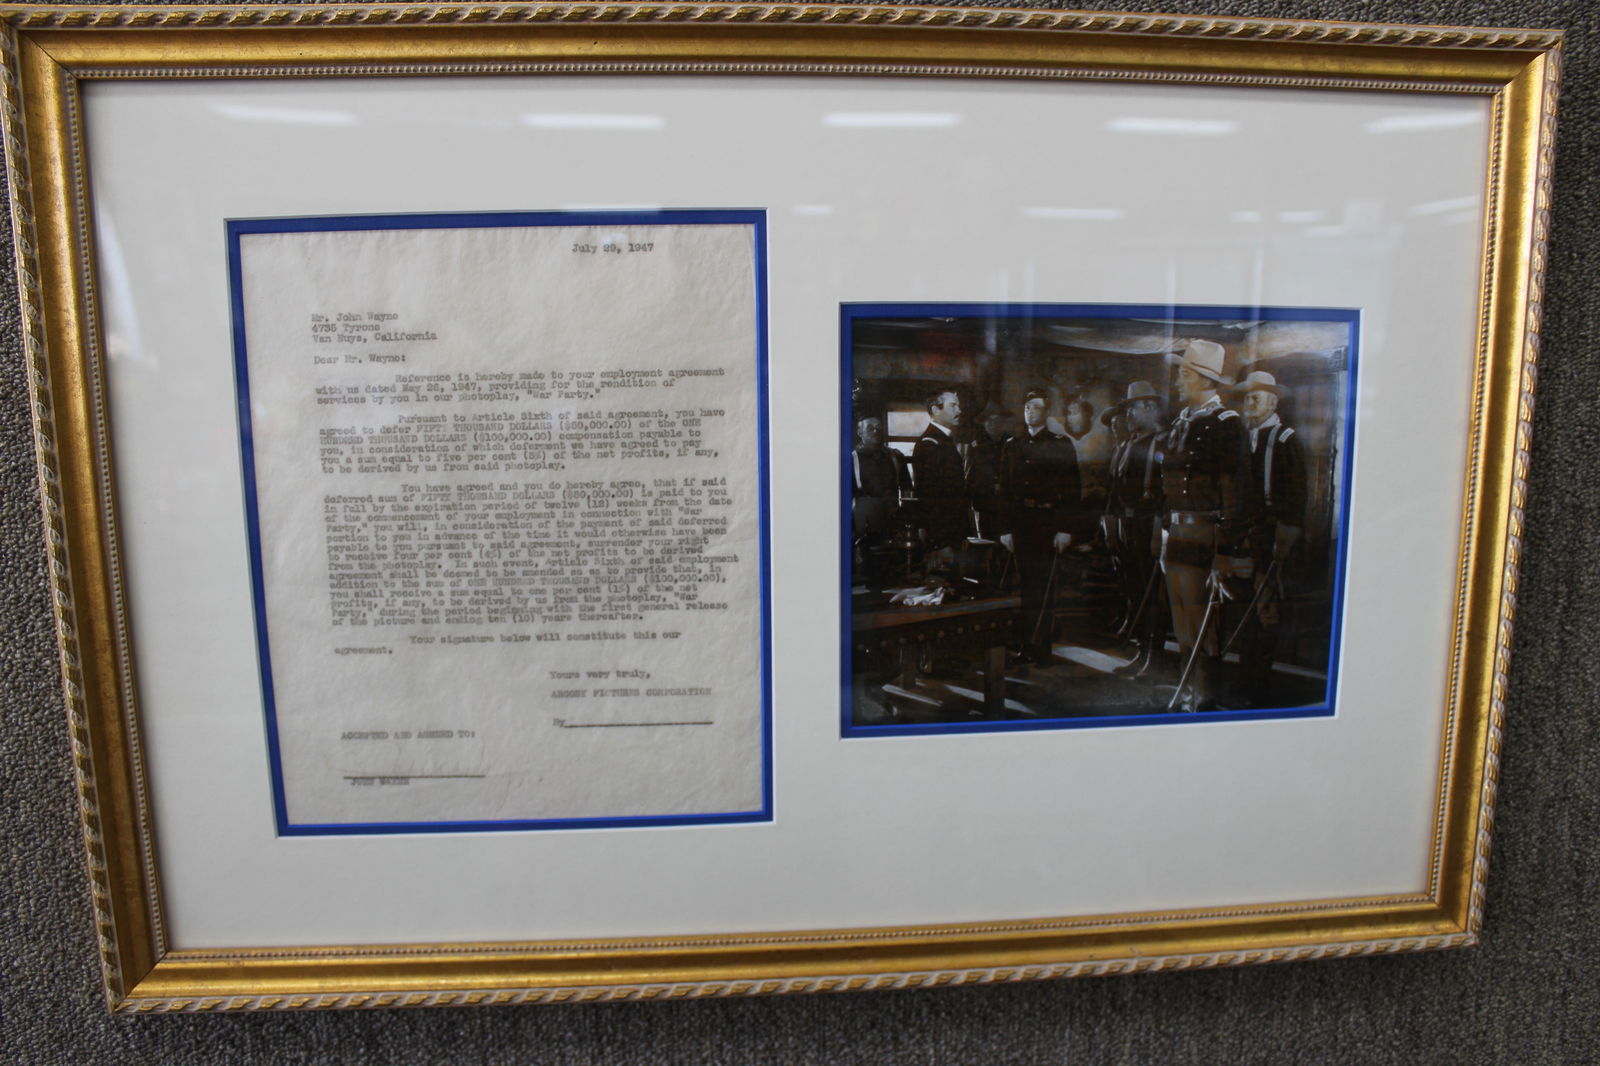 July 29, 1947
Mr. John Wayne
4735 Tyrone
Van Nuys, California
Dear Mr. Wayne:
Reference is hereby made to your employment agreement
with us dated May 26, 1947, providing for the rendition of
services by you in our photoplay, "War Party."
Pursuant to Article Sixth of said agreement, you have
agreed to defer FIFTY THOUSAND DOLLARS ($50,000.00) of the ONE
HUNDRED THOUSAND DOLLARS ($100,000.00) compensation payable to
you, in consideration of which deferment we have agreed to pay
you a sum equal to five per cent (5%) of the net profits, if any,
to be derived by us from said photoplay.
You have agreed and you do hereby agree, that if said
deferred sum of FIFTY THOUSAND DOLLARS ($50,000.00) is paid to you
in full by the expiration period of twelve (12) weeks from the date
of the commencement of your employment in connection with "War
Party," you will, in consideration of the payment of said deferred
portion to you in advance of the time it would otherwise have been
payable to you pursuant to said agreement, surrender your right
to receive four per cent (4%) of the net profits to be derived
from the photoplay. In such event, Article Sixth of said employment
agreement shall be deemed to be amended so as to provide that, in
addition to the sum of ONE HUNDRED THOUSAND DOLLARS ($100,000.00),
you shall receive a sum equal to one per cent (1%) of the net
profits, if any, to be derived by us from the photoplay, "War
Party," during the period beginning with the first general release
of the picture and ending ten (10) years thereafter.
Your signature below will constitute this our
agreement.
Yours very truly,
ARGOSY PICTURES CORPORATION
By
ACCEPTED AND AGREED TO:
JOHN WAYNE